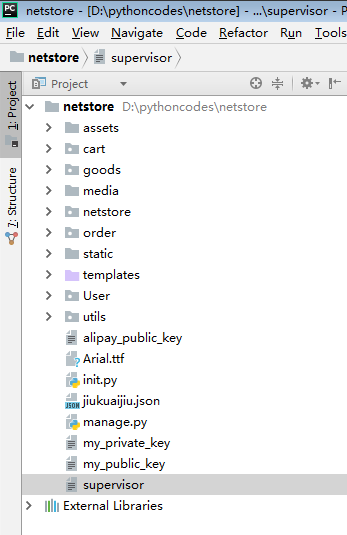 PC netstore - [D:\pythoncodes\netstore] - ...\supervisor - P
File Edit View Navigate Code Refactor Run Tools
netstore supervisor
1: Project
7: Structure
Project
netstore D:\pythoncodes\netstore
assets
cart
goods
media
netstore
order
static
templates
User
utils
alipay_public_key
Arial.ttf
init.py
jiukuaijiu.json
manage.py
my_private_key
my_public_key
supervisor
External Libraries